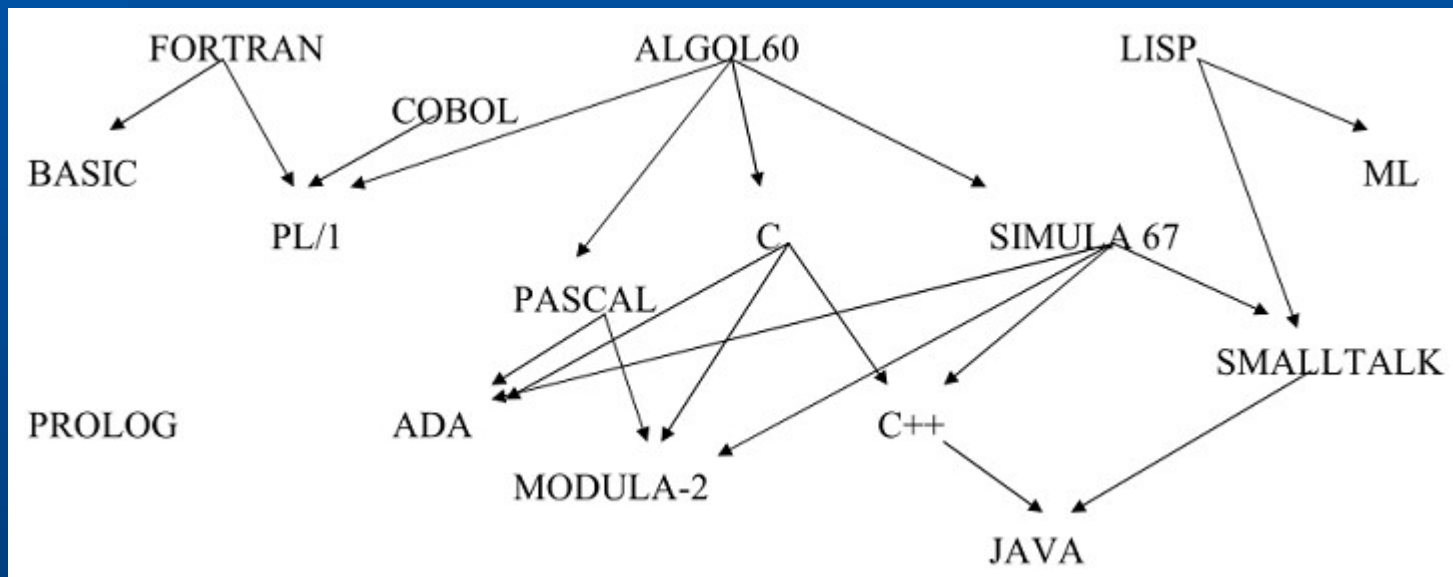 FORTRAN ALGOL60 LISP
COBOL
BASIC ML
PL/1 C SIMULA 67
PASCAL
SMALLTALK
PROLOG ADA C++
MODULA-2
JAVA